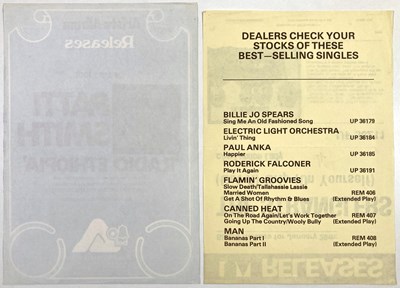 Releases
PATTI
RADIO ETHIOPIA
DEALERS CHECK YOUR
STOCKS OF THESE
BEST—SELLING SINGLES
BILLIE JO SPEARS
Sing Me An Old Fashioned Song UP 36179
ELECTRIC LIGHT ORCHESTRA
Livin' Thing UP 36184
PAUL ANKA
Happier UP 36185
RODERICK FALCONER
Play It Again UP 36191
FLAMIN' GROOVIES
Slow Death/Tallahassie Lassie
Married Women REM 406
Get A Shot Of Rhythm & Blues (Extended Play)
CANNED HEAT
On The Road Again/Let's Work Together REM 407
Going Up The Country/Wooly Bully (Extended Play)
MAN
Bananas Part I REM 408
Bananas Part II (Extended Play)
RELEASES